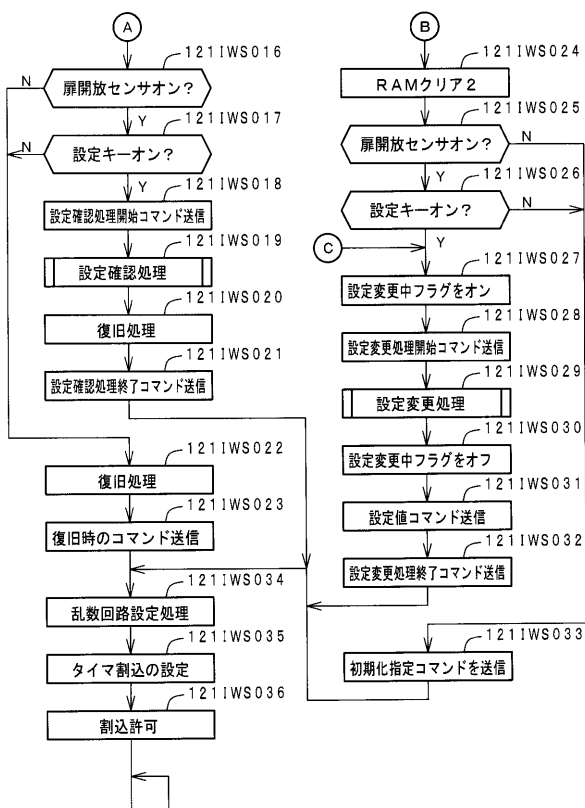 A
121IWS016
扉開放センサオン?
N
Y
121IWS017
設定キーオン?
N
Y
121IWS018
設定確認処理開始コマンド送信
121IWS019
設定確認処理
121IWS020
復旧処理
121IWS021
設定確認処理終了コマンド送信
121IWS022
復旧処理
121IWS023
復旧時のコマンド送信
121IWS034
乱数回路設定処理
121IWS035
タイマ割込の設定
121IWS036
割込許可
B
121IWS024
RAMクリア2
121IWS025
扉開放センサオン?
N
Y
121IWS026
設定キーオン?
N
Y
C
121IWS027
設定変更中フラグをオン
121IWS028
設定変更処理開始コマンド送信
121IWS029
設定変更処理
121IWS030
設定変更中フラグをオフ
121IWS031
設定値コマンド送信
121IWS032
設定変更処理終了コマンド送信
121IWS033
初期化指定コマンドを送信